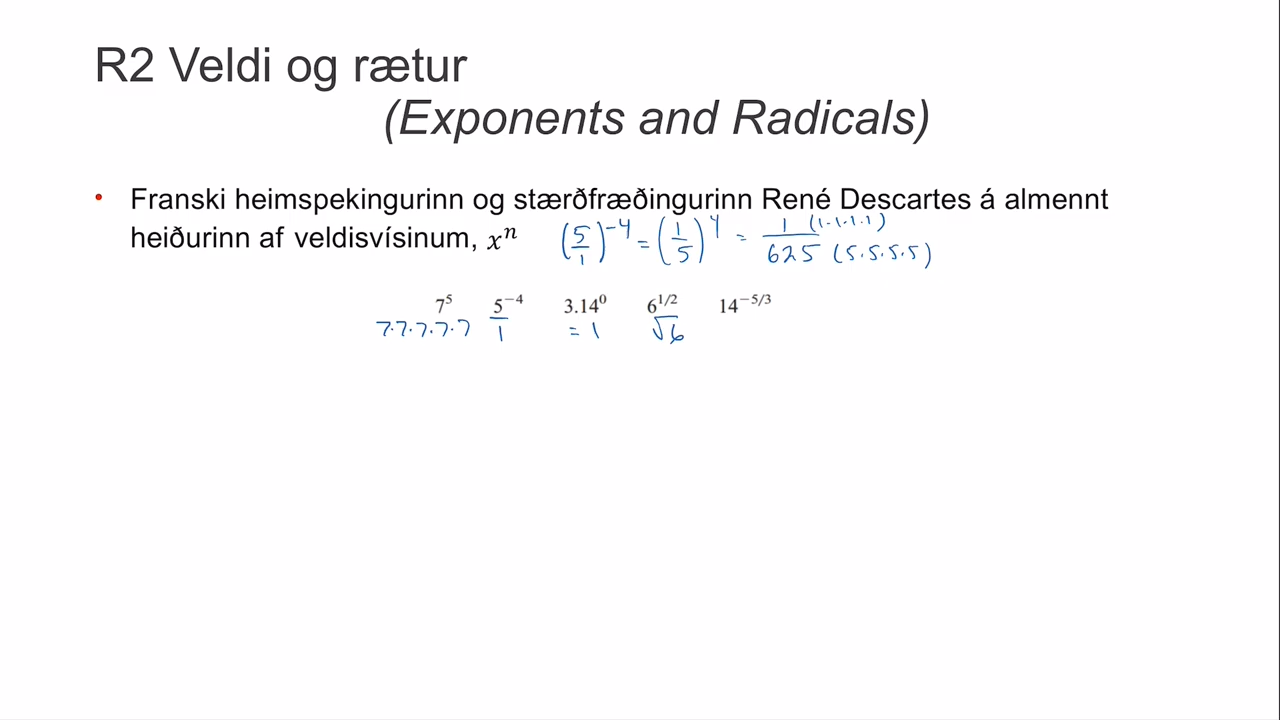 R2 Veldi og rætur
(Exponents and Radicals)
• Franski heimspekingurinn og stærðfræðingurinn René Descartes á almennt
heiðurinn af veldisvísinum, xⁿ (5/1)⁻⁴ = (1/5)⁴ = 1/625 (1·1·1·1)/(5·5·5·5)
7⁵ 5⁻⁴ 3.14⁰ 6^1/2 14^−5/3
7·7·7·7·7 1 = 1 √6